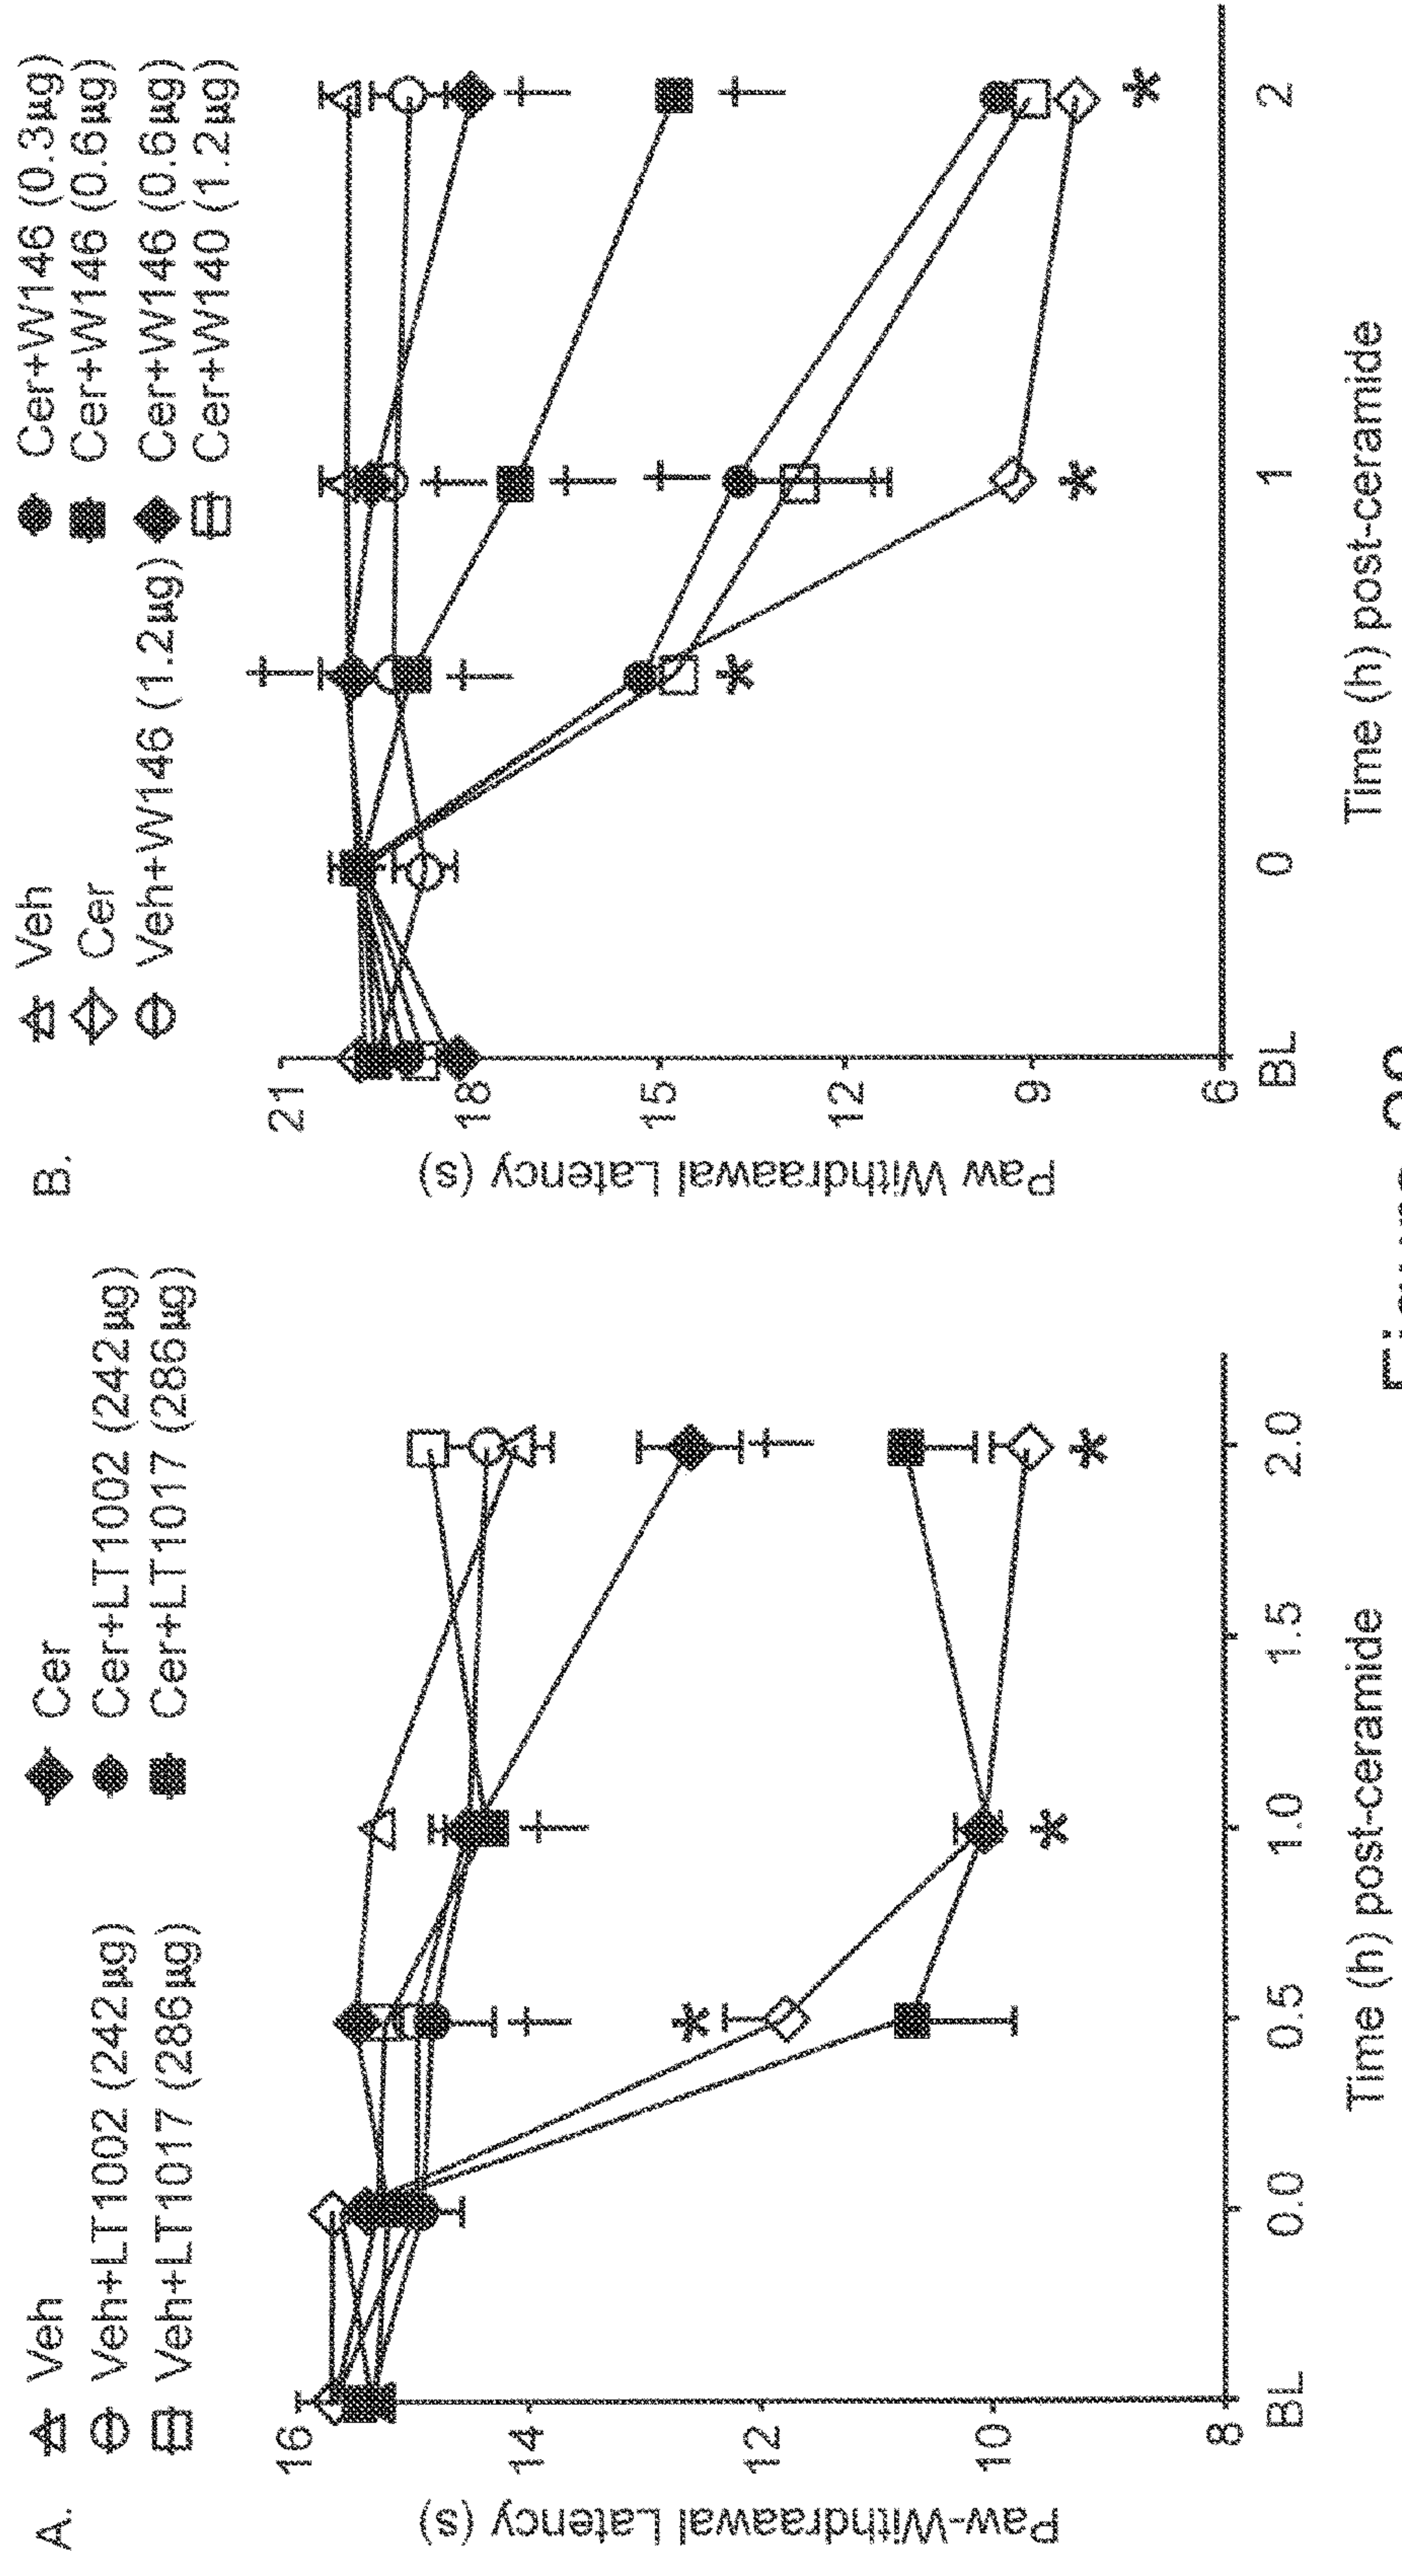 A.
Veh
Veh+LT1002 (242µg)
Veh+LT1017 (286µg)
Cer
Cer+LT1002 (242µg)
Cer+LT1017 (286µg)
Paw-Withdraawal Latency (s)
16
14
12
10
8
BL
0.0
0.5
1.0
1.5
2.0
*
*
*
†
†
†
Time (h) post-ceramide
B.
Veh
Cer
Veh+W146 (1.2µg)
Cer+W146 (0.3µg)
Cer+W146 (0.6µg)
Cer+W146 (0.6µg)
Cer+W140 (1.2µg)
Paw Withdraawal Latency (s)
21
18
15
12
9
6
BL
0
1
2
†
†
†
†
†
†
†
*
*
*
Time (h) post-ceramide